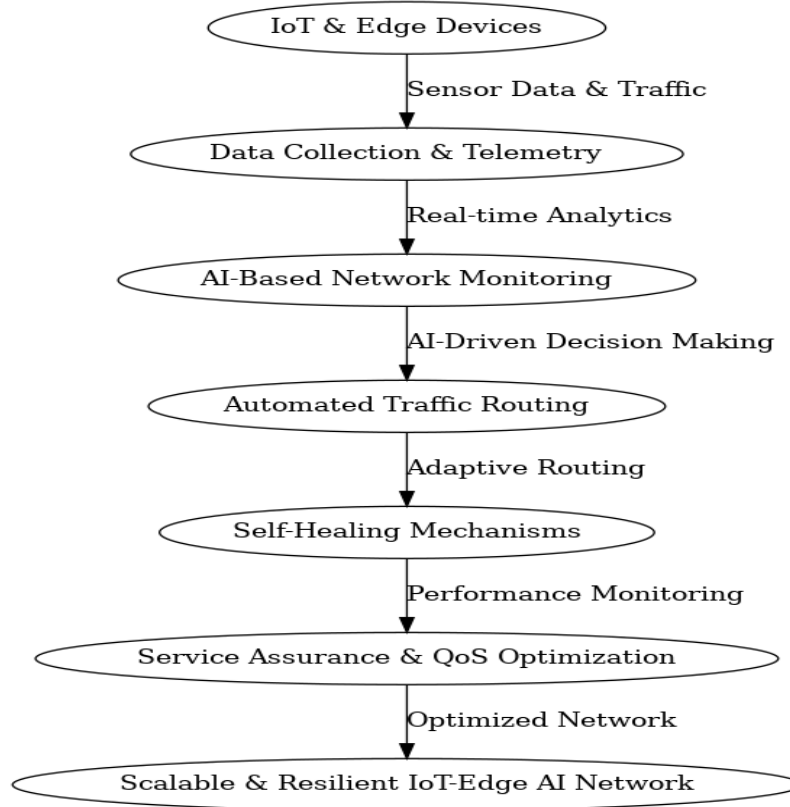 IoT & Edge Devices
Sensor Data & Traffic
Data Collection & Telemetry
Real-time Analytics
AI-Based Network Monitoring
AI-Driven Decision Making
Automated Traffic Routing
Adaptive Routing
Self-Healing Mechanisms
Performance Monitoring
Service Assurance & QoS Optimization
Optimized Network
Scalable & Resilient IoT-Edge AI Network